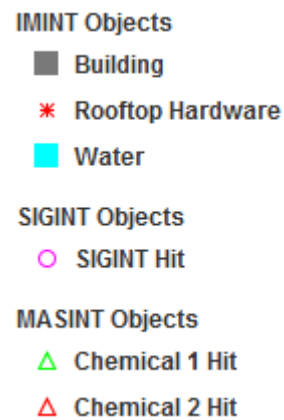 IMINT Objects
Building
Rooftop Hardware
Water
SIGINT Objects
SIGINT Hit
MASINT Objects
Chemical 1 Hit
Chemical 2 Hit